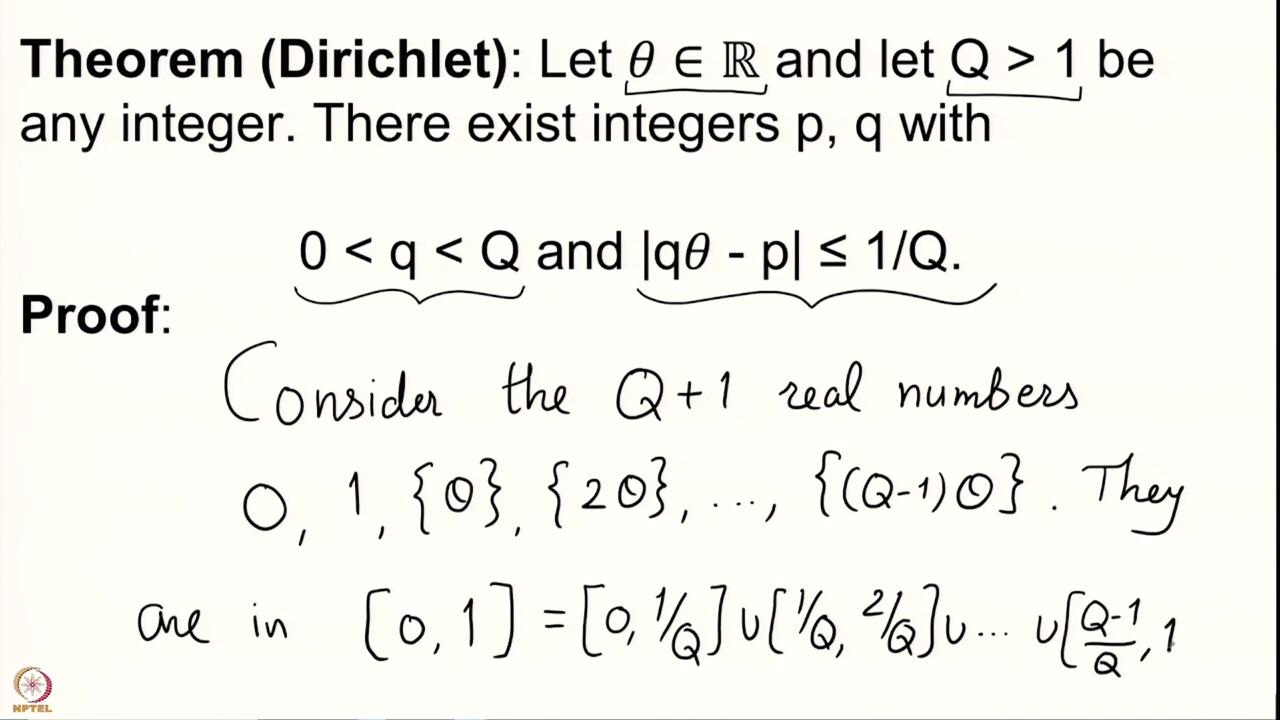 Theorem (Dirichlet): Let θ ∈ ℝ and let Q > 1 be
any integer. There exist integers p, q with
0 < q < Q and |qθ - p| ≤ 1/Q.
Proof:
Consider the Q+1 real numbers
0, 1, {θ}, {2θ}, ..., {(Q-1)θ}. They
are in [0, 1] = [0, 1/Q] ∪ [1/Q, 2/Q] ∪ ... ∪ [Q-1/Q, 1
NPTEL